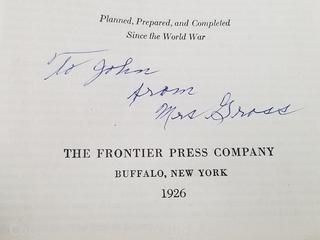 Planned, Prepared, and Completed
Since the World War
To John
from
Mrs Gross
THE FRONTIER PRESS COMPANY
BUFFALO, NEW YORK
1926